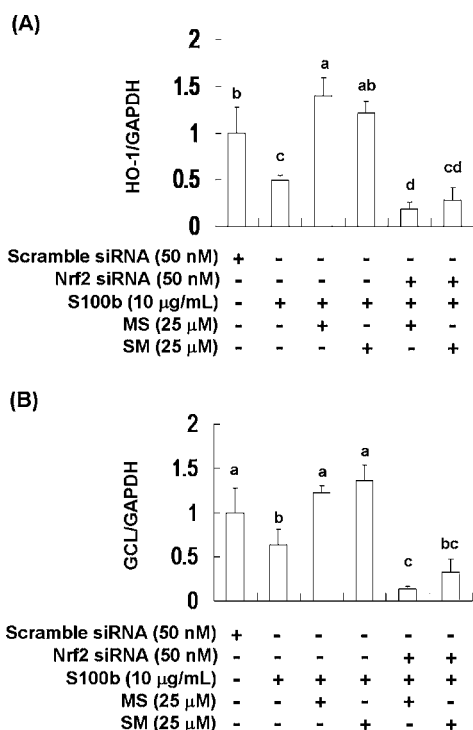 (A)
HO-1/GAPDH
2
1.5
1
0.5
0
b
c
a
ab
d
cd
Scramble siRNA (50 nM) + - - - - -
Nrf2 siRNA (50 nM) - - - - + +
S100b (10 μg/mL) - + + + + +
MS (25 μM) - - + - + -
SM (25 μM) - - - + - +
(B)
GCL/GAPDH
2
1.5
1
0.5
0
a
b
a
a
c
bc
Scramble siRNA (50 nM) + - - - - -
Nrf2 siRNA (50 nM) - - - - + +
S100b (10 μg/mL) - + + + + +
MS (25 μM) - - + - + -
SM (25 μM) - - - + - +